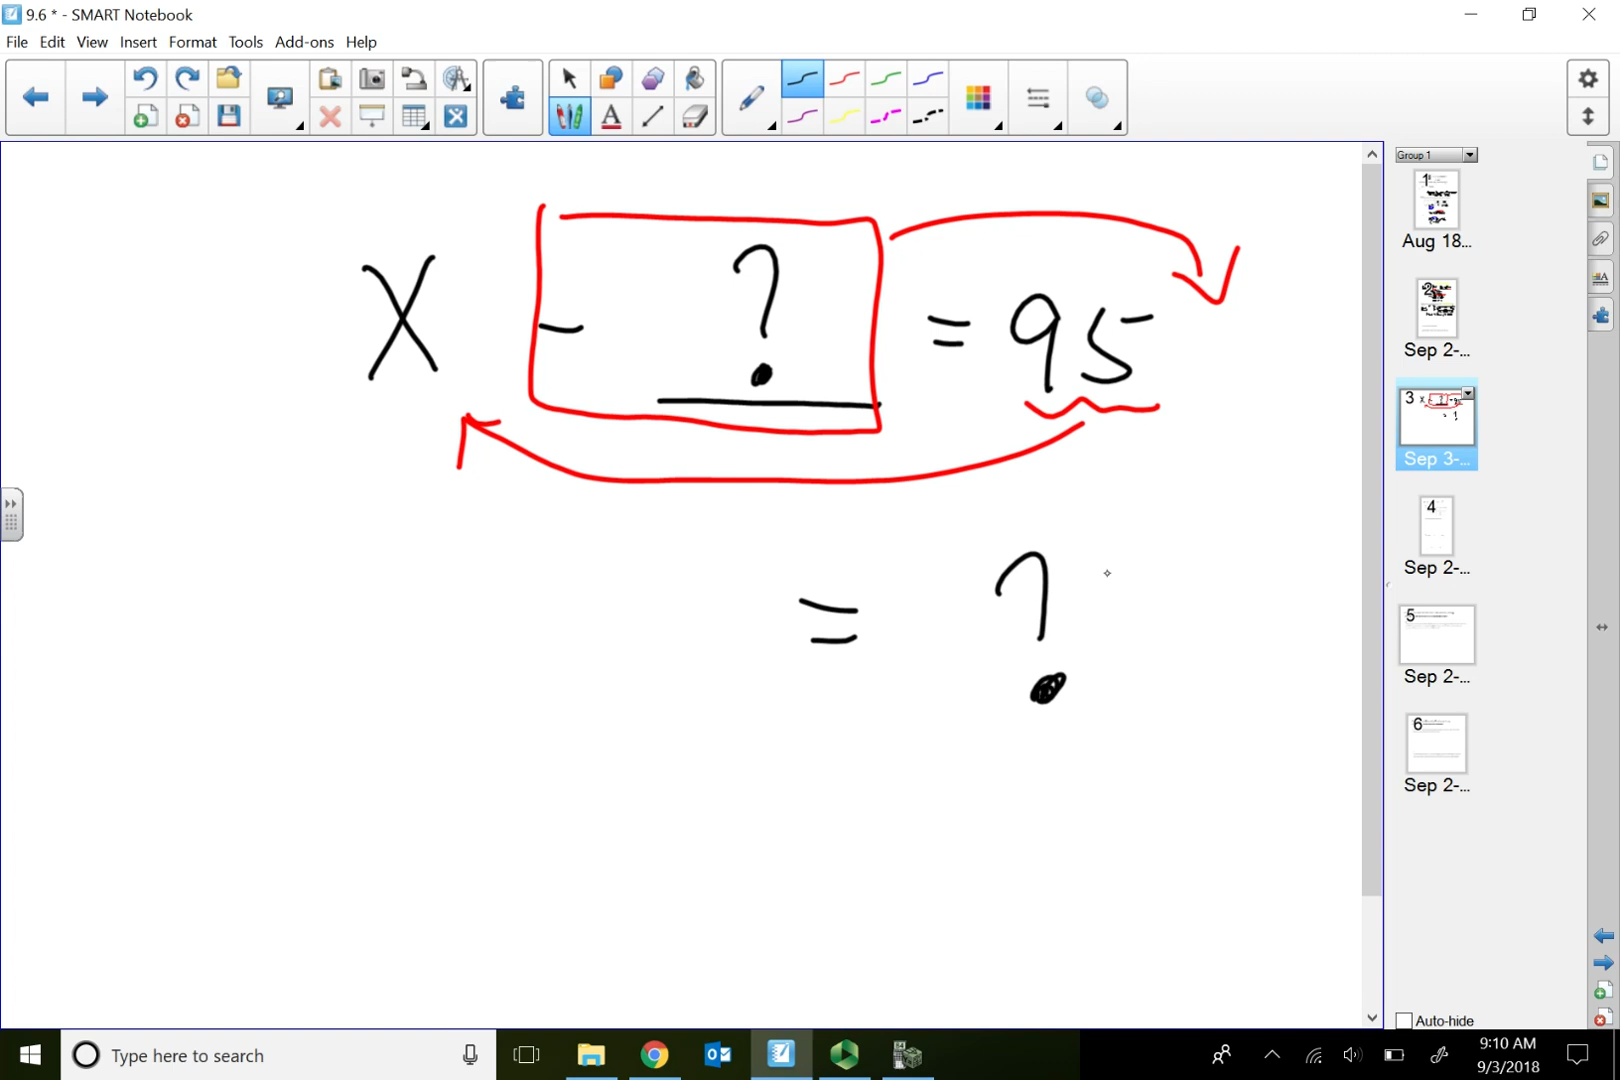 9.6 * - SMART Notebook
File Edit View Insert Format Tools Add-ons Help
Group 1
1
Aug 18...
2
Sep 2-...
3
Sep 3-...
4
Sep 2-...
5
Sep 2-...
6
Sep 2-...
X - ? = 95
= ?
Auto-hide
Type here to search
9:10 AM
9/3/2018